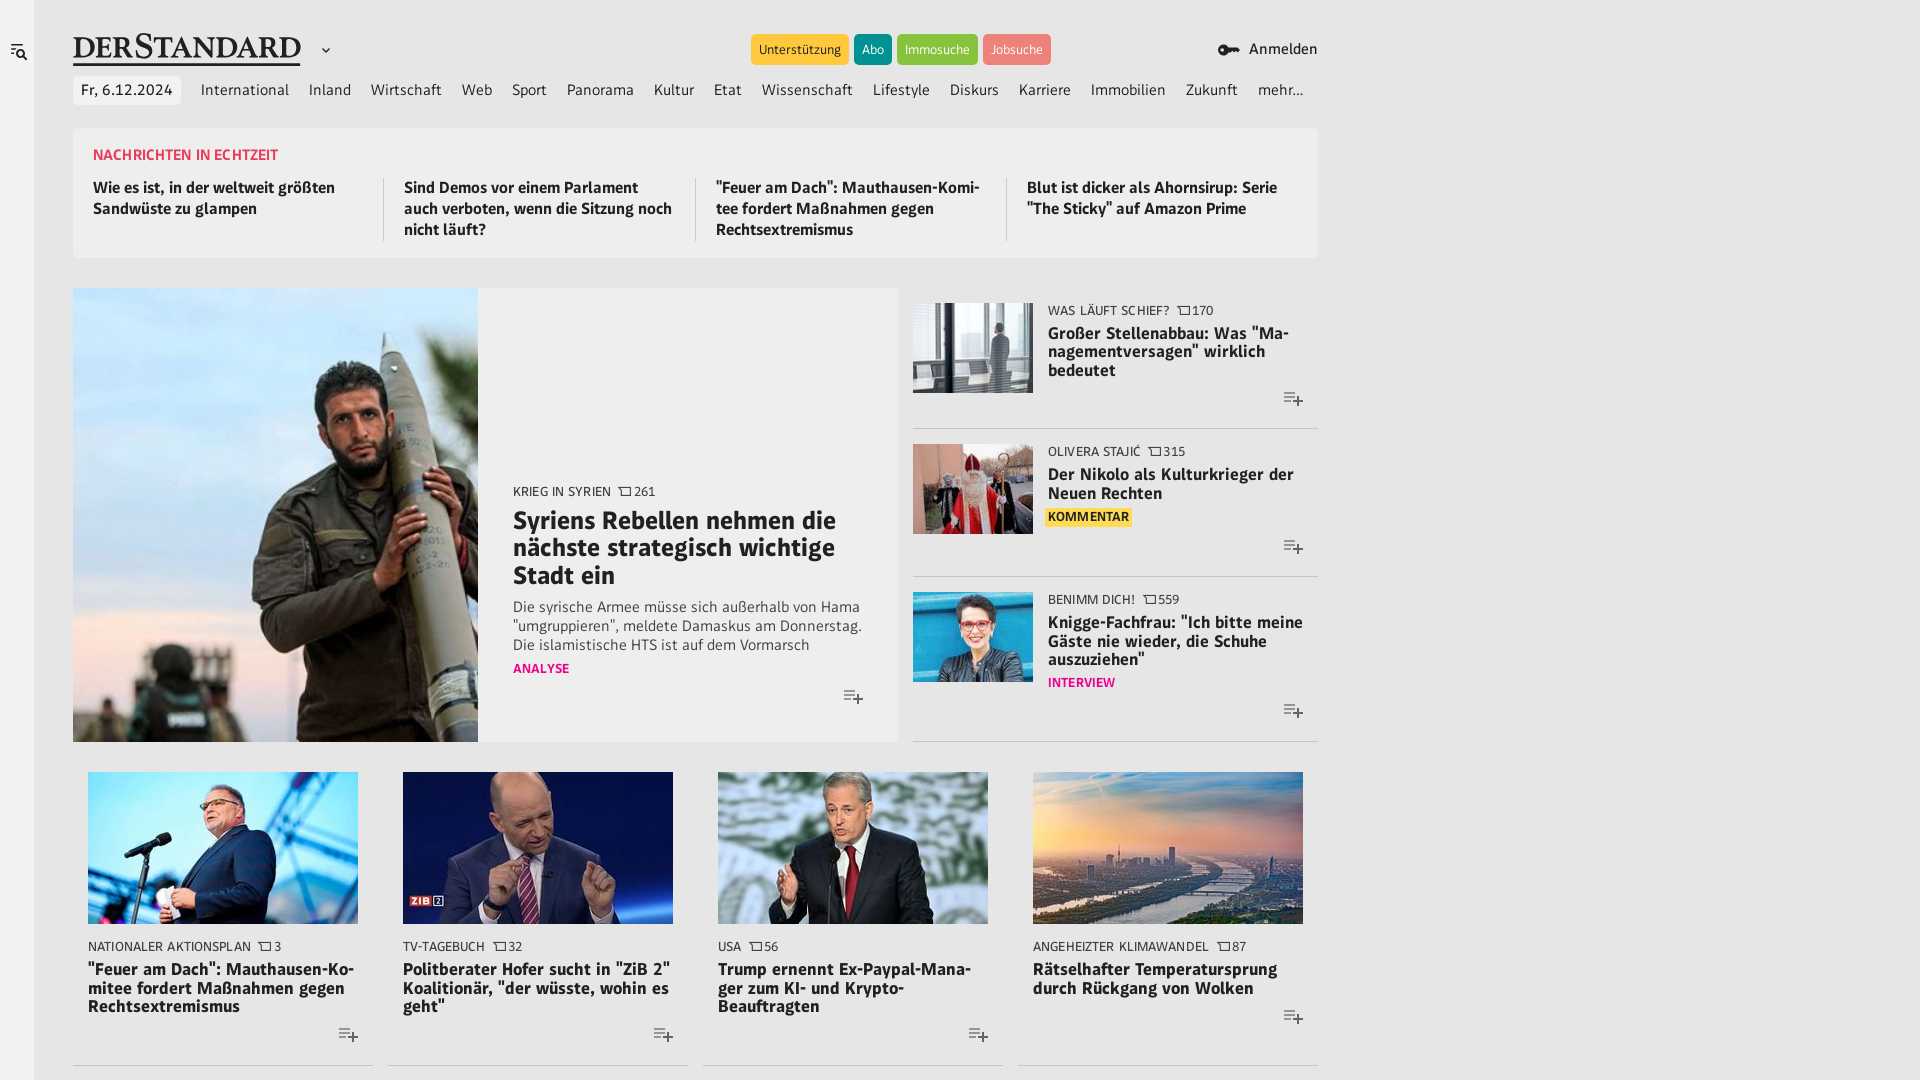 DERSTANDARD
Unterstützung
Abo
Immosuche
Jobsuche
Anmelden
Fr, 6.12.2024
International
Inland
Wirtschaft
Web
Sport
Panorama
Kultur
Etat
Wissenschaft
Lifestyle
Diskurs
Karriere
Immobilien
Zukunft
mehr...
NACHRICHTEN IN ECHTZEIT
Wie es ist, in der weltweit größten
Sandwüste zu glampen
Sind Demos vor einem Parlament
auch verboten, wenn die Sitzung noch
nicht läuft?
"Feuer am Dach": Mauthausen-Komi-
tee fordert Maßnahmen gegen
Rechtsextremismus
Blut ist dicker als Ahornsirup: Serie
"The Sticky" auf Amazon Prime
KRIEG IN SYRIEN 261
Syriens Rebellen nehmen die
nächste strategisch wichtige
Stadt ein
Die syrische Armee müsse sich außerhalb von Hama
"umgruppieren", meldete Damaskus am Donnerstag.
Die islamistische HTS ist auf dem Vormarsch
ANALYSE
WAS LÄUFT SCHIEF? 170
Großer Stellenabbau: Was "Ma-
nagementversagen" wirklich
bedeutet
OLIVERA STAJIĆ 315
Der Nikolo als Kulturkrieger der
Neuen Rechten
KOMMENTAR
BENIMM DICH! 559
Knigge-Fachfrau: "Ich bitte meine
Gäste nie wieder, die Schuhe
auszuziehen"
INTERVIEW
NATIONALER AKTIONSPLAN 3
"Feuer am Dach": Mauthausen-Ko-
mitee fordert Maßnahmen gegen
Rechtsextremismus
ZIB 2
TV-TAGEBUCH 32
Politberater Hofer sucht in "ZiB 2"
Koalitionär, "der wüsste, wohin es
geht"
USA 56
Trump ernennt Ex-Paypal-Mana-
ger zum KI- und Krypto-
Beauftragten
ANGEHEIZTER KLIMAWANDEL 87
Rätselhafter Temperatursprung
durch Rückgang von Wolken